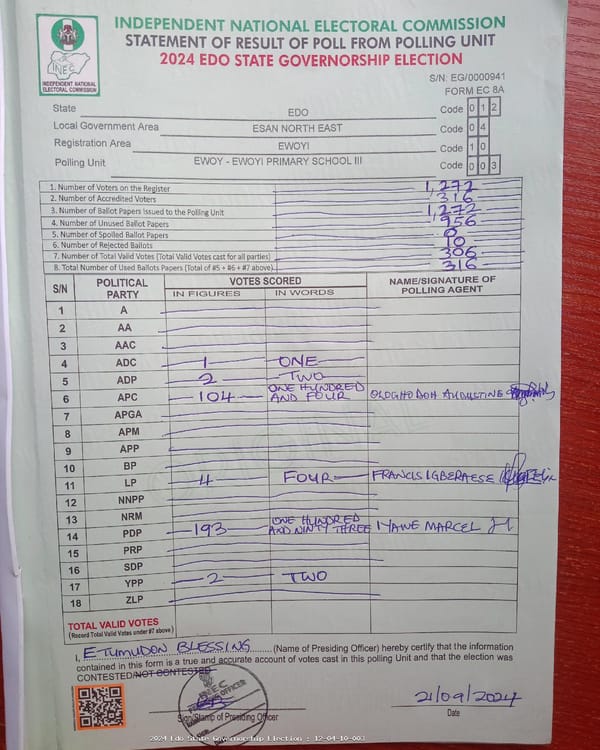 INDEPENDENT NATIONAL ELECTORAL COMMISSION
STATEMENT OF RESULT OF POLL FROM POLLING UNIT
2024 EDO STATE GOVERNORSHIP ELECTION
INEC
INDEPENDENT NATIONAL ELECTORAL COMMISSION
S/N: EG/0000941
FORM EC 8A
State EDO Code 0 1 2
Local Government Area ESAN NORTH EAST Code 0 4
Registration Area EWOYI Code 1 0
Polling Unit EWOY - EWOYI PRIMARY SCHOOL III Code 0 0 3
1. Number of Voters on the Register 1,272
2. Number of Accredited Voters 316
3. Number of Ballot Papers Issued to the Polling Unit 1,272
4. Number of Unused Ballot Papers 956
5. Number of Spoiled Ballot Papers 0
6. Number of Rejected Ballots 10
7. Number of Total Valid Votes (Total Valid Votes cast for all parties) 306
8. Total Number of Used Ballots Papers (Total of #5 + #6 + #7 above) 316
S/N POLITICAL PARTY VOTES SCORED NAME/SIGNATURE OF POLLING AGENT
IN FIGURES IN WORDS
1 A
2 AA
3 AAC
4 ADC 1 ONE
5 ADP 2 TWO
6 APC 104 ONE HUNDRED AND FOUR OLOGHODOH AUGUSTINE
7 APGA
8 APM
9 APP
10 BP
11 LP 4 FOUR FRANCIS IGBERAESE
12 NNPP
13 NRM
14 PDP 193 ONE HUNDRED AND NINTY THREE IYAWE MARCEL
15 PRP
16 SDP
17 YPP 2 TWO
18 ZLP
TOTAL VALID VOTES
(Record Total Valid Votes under #7 above)
I, ETUMUDON BLESSING (Name of Presiding Officer) hereby certify that the information
contained in this form is a true and accurate account of votes cast in this polling Unit and that the election was
CONTESTED/NOT CONTESTED
INEC
Sign/Stamp of Presiding Officer
21/09/2024
Date
2024 Edo State Governorship Election : 12-04-10-003